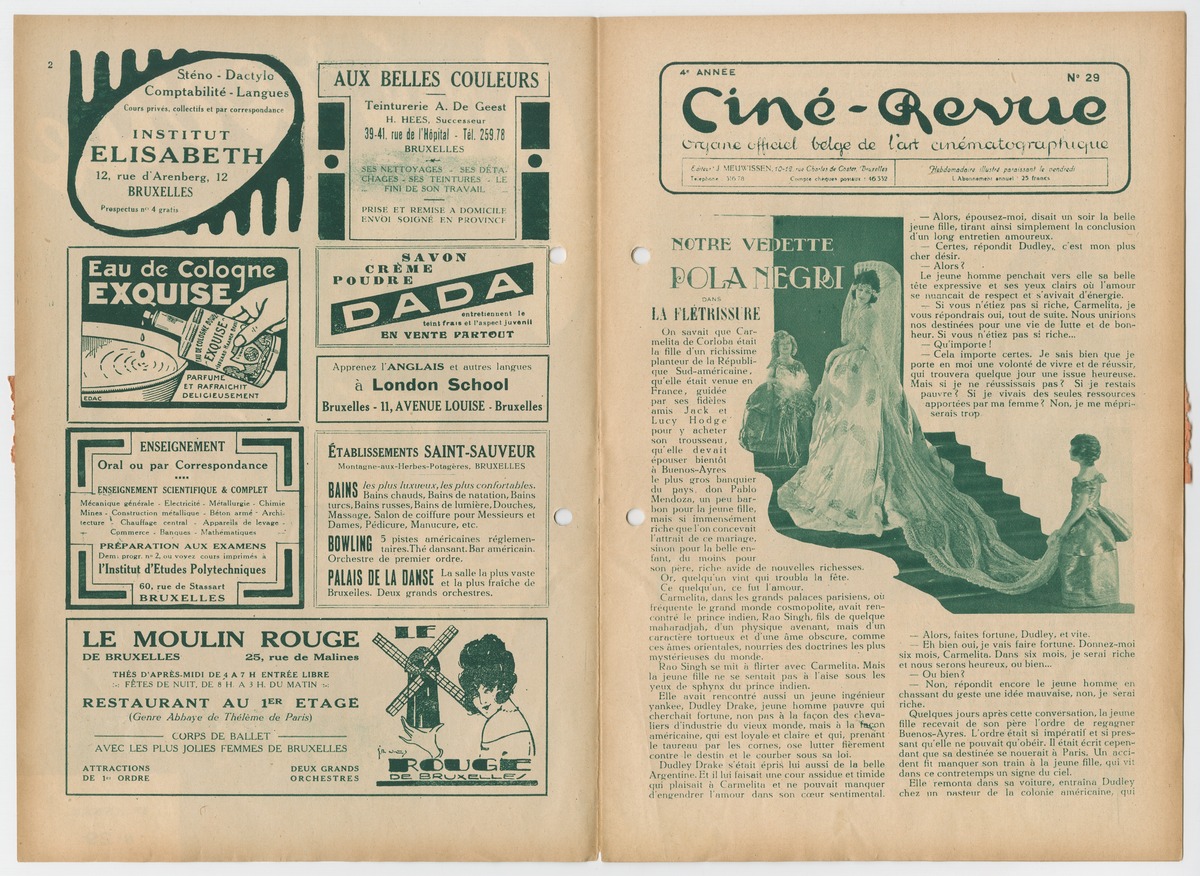 2
Sténo - Dactylo
Comptabilité - Langues
Cours privés, collectifs et par correspondance
INSTITUT
ELISABETH
12, rue d'Arenberg, 12
BRUXELLES
Prospectus nº 4 gratis
AUX BELLES COULEURS
Teinturerie A. De Geest
H. HEES, Successeur
39-41, rue de l'Hôpital - Tél. 259.78
BRUXELLES
SES NETTOYAGES - SES DÉTA-
CHAGES - SES TEINTURES - LE
FINI DE SON TRAVAIL
PRISE ET REMISE A DOMICILE
ENVOI SOIGNÉ EN PROVINCE
Eau de Cologne
EXQUISE
EAU DE COLOGNE POUR
EXQUISE
PARFUME
ET RAFRAICHIT
DELICIEUSEMENT
EDAC
SAVON
CRÈME
POUDRE
DADA
entretiennent le
teint frais et l'aspect juvenil
EN VENTE PARTOUT
Apprenez l'ANGLAIS et autres langues
à London School
Bruxelles - 11, AVENUE LOUISE - Bruxelles
ENSEIGNEMENT
Oral ou par Correspondance
ENSEIGNEMENT SCIENTIFIQUE & COMPLET
Mécanique générale - Electricité - Métallurgie - Chimie
Mines - Construction métallique - Béton armé - Archi-
tecture - Chauffage central - Appareils de levage -
Commerce - Banques - Mathématiques
PRÉPARATION AUX EXAMENS
Dem. progr. nº 2, ou voyez cours imprimés à
l'Institut d'Etudes Polytechniques
60, rue de Stassart
BRUXELLES
ÉTABLISSEMENTS SAINT-SAUVEUR
Montagne-aux-Herbes-Potagères, BRUXELLES
BAINS les plus luxueux, les plus confortables.
Bains chauds, Bains de natation, Bains
turcs, Bains russes, Bains de lumière, Douches,
Massage, Salon de coiffure pour Messieurs et
Dames, Pédicure, Manucure, etc.
BOWLING 5 pistes américaines réglemen-
taires. Thé dansant. Bar américain.
Orchestre de premier ordre.
PALAIS DE LA DANSE La salle la plus vaste
et la plus fraîche de
Bruxelles. Deux grands orchestres.
LE MOULIN ROUGE
DE BRUXELLES 25, rue de Malines
THÉS D'APRÈS-MIDI DE 4 A 7 H ENTRÉE LIBRE
:- FÊTES DE NUIT, DE 8 H A 3 H. DU MATIN -:
RESTAURANT AU 1ER ETAGE
(Genre Abbaye de Thélème de Paris)
CORPS DE BALLET
AVEC LES PLUS JOLIES FEMMES DE BRUXELLES
ATTRACTIONS
DE 1er ORDRE
DEUX GRANDS
ORCHESTRES
LE
ROUGE
DE BRUXELLES
4e ANNÉE
Nº 29
Ciné-Revue
Organe officiel belge de l'art cinématographique
Editeur: J. MEUWISSEN, 10-12, rue Charles de Coster, Bruxelles
Téléphone : 316.78 Compte chèques postaux : 46.552
Hebdomadaire illustré paraissant le vendredi
L Abonnement annuel : 25 francs
NOTRE VEDETTE
POLA NEGRI
DANS
LA FLÉTRISSURE
On savait que Car-
melita de Corloba était
la fille d'un richissime
planteur de la Républi-
que Sud-américaine,
qu'elle était venue en
France, guidée
par ses fidèles
amis Jack et
Lucy Hodge
pour y acheter
son trousseau,
qu'elle devait
épouser bientôt
à Buenos-Ayres
le plus gros banquier
du pays, don Pablo
Mendoza, un peu bar-
bon pour la jeune fille,
mais si immensément
riche que l'on concevait
l'attrait de ce mariage,
sinon pour la belle en-
fant, du moins pour
son père, riche avide de nouvelles richesses.
Or, quelqu'un vint qui troubla la fête.
Ce quelqu'un, ce fut l'amour.
Carmelita, dans les grands palaces parisiens, où
fréquente le grand monde cosmopolite, avait ren-
contré le prince indien, Rao Singh, fils de quelque
maharadjah, d'un physique avenant, mais d'un
caractère tortueux et d'une âme obscure, comme
ces âmes orientales, nourries des doctrines les plus
mystérieuses du monde.
Rao Singh se mit à flirter avec Carmelita. Mais
la jeune fille ne se sentait pas à l'aise sous les
yeux de sphynx du prince indien.
Elle avait rencontré aussi un jeune ingénieur
yankee, Dudley Drake, jeune homme pauvre qui
cherchait fortune, non pas à la façon des cheva-
liers d'industrie du vieux monde, mais à la façon
américaine, qui est loyale et claire et qui, prenant
le taureau par les cornes, ose lutter fièrement
contre le destin et le courber sous sa loi.
Dudley Drake s'était épris lui aussi de la belle
Argentine. Et il lui faisait une cour assidue et timide
qui plaisait à Carmelita et ne pouvait manquer
d'engendrer l'amour dans son cœur sentimental.
— Alors, épousez-moi, disait un soir la belle
jeune fille, tirant ainsi simplement la conclusion
d'un long entretien amoureux.
— Certes, répondit Dudley, c'est mon plus
cher désir.
— Alors ?
Le jeune homme penchait vers elle sa belle
tête expressive et ses yeux clairs où l'amour
se nuançait de respect et s'avivait d'énergie.
— Si vous n'étiez pas si riche, Carmelita, je
vous répondrais oui, tout de suite. Nous unirions
nos destinées pour une vie de lutte et de bon-
heur. Si vous n'étiez pas si riche...
— Qu'importe !
— Cela importe certes. Je sais bien que je
porte en moi une volonté de vivre et de réussir,
qui trouvera quelque jour une issue heureuse.
Mais si je ne réussissais pas ? Si je restais
pauvre ? Si je vivais des seules ressources
apportées par ma femme ? Non, je me mépri-
serais trop.
— Alors, faites fortune, Dudley, et vite.
— Eh bien oui, je vais faire fortune. Donnez-moi
six mois, Carmelita. Dans six mois, je serai riche
et nous serons heureux, ou bien...
— Ou bien ?
— Non, répondit encore le jeune homme en
chassant du geste une idée mauvaise, non, je serai
riche.
Quelques jours après cette conversation, la jeune
fille recevait de son père l'ordre de regagner
Buenos-Ayres. L'ordre était si impératif et si pres-
sant qu'elle ne pouvait qu'obéir. Il était écrit cepen-
dant que sa destinée se nouerait à Paris. Un acci-
dent fit manquer son train à la jeune fille, qui vit
dans ce contretemps un signe du ciel.
Elle remonta dans sa voiture, entraîna Dudley
chez un pasteur de la colonie américaine, qui